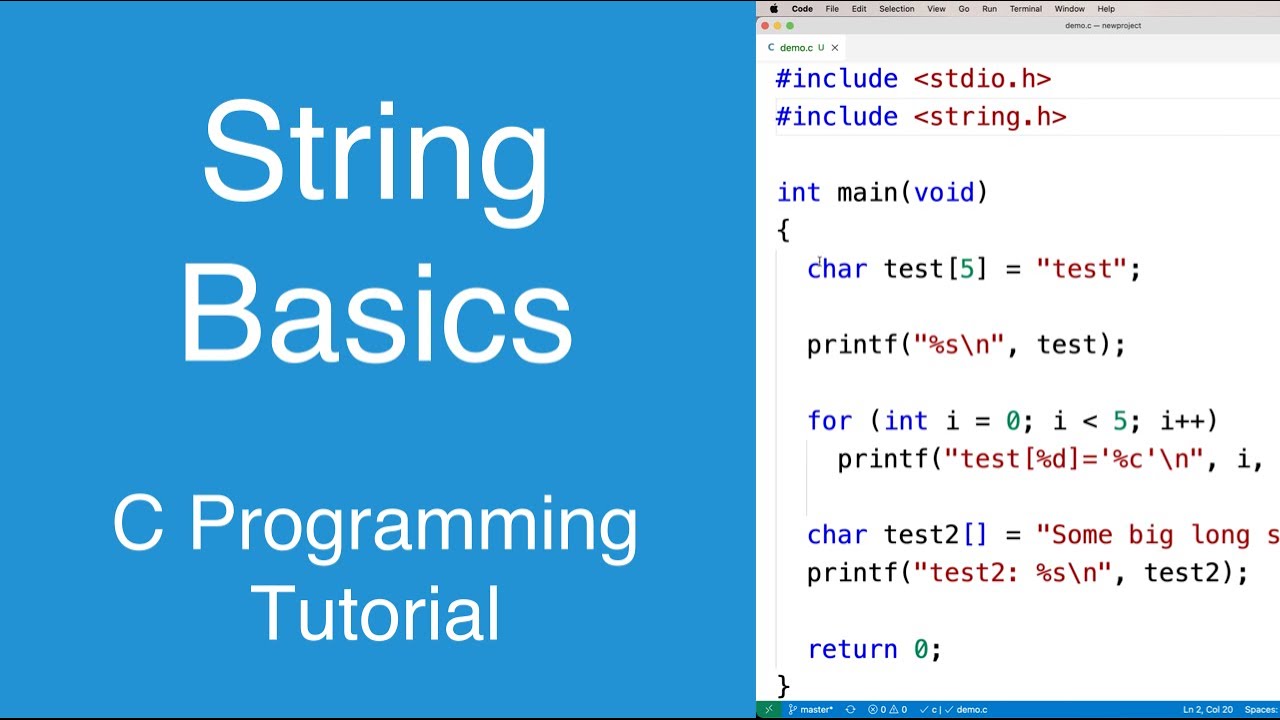 String
Basics
C Programming
Tutorial
Code File Edit Selection View Go Run Terminal Window Help
demo.c — newproject
C demo.c U ×
#include <stdio.h>
#include <string.h>
int main(void)
{
char test[5] = "test";
printf("%s\n", test);
for (int i = 0; i < 5; i++)
printf("test[%d]='%c'\n", i,
char test2[] = "Some big long s
printf("test2: %s\n", test2);
return 0;
}
master* 0 0 c | demo.c Ln 2, Col 20 Spaces: